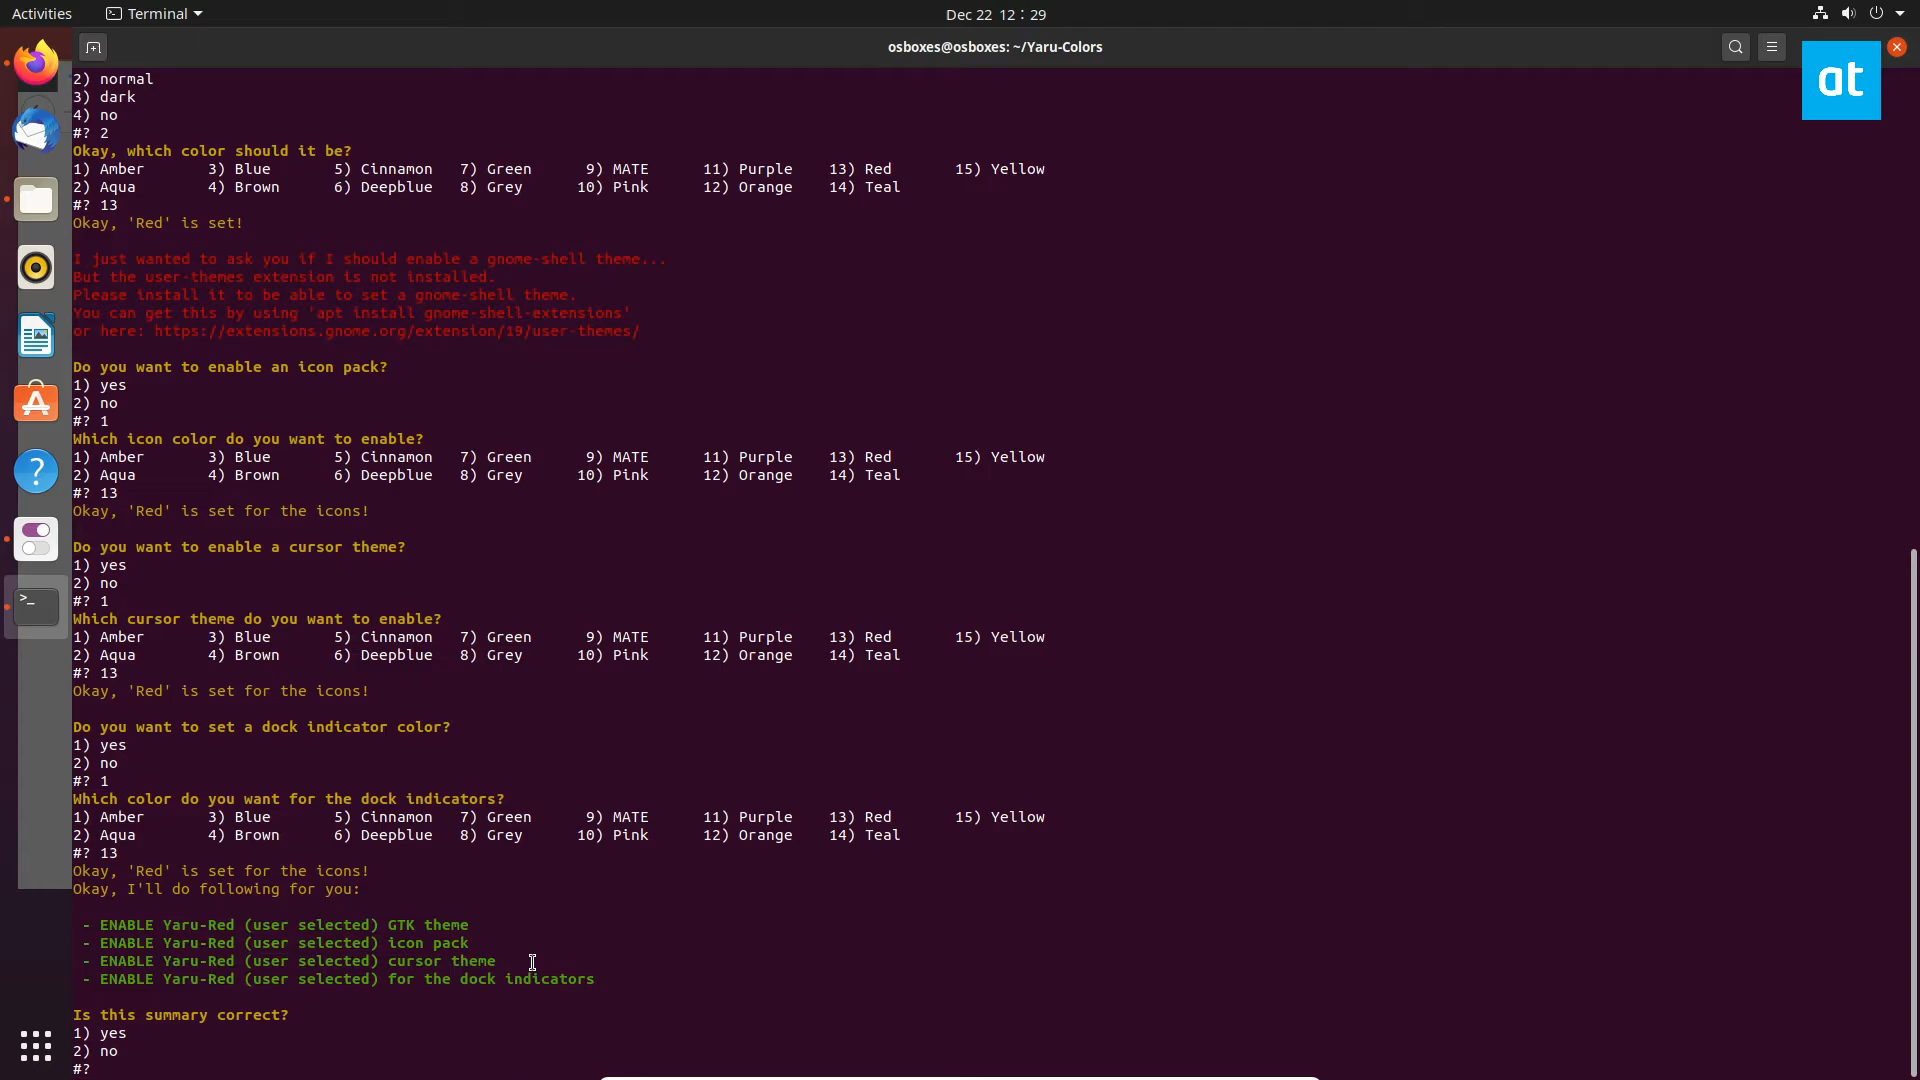 Activities Terminal Dec 22 12:29
osboxes@osboxes: ~/Yaru-Colors
at
2) normal
3) dark
4) no
#? 2
Okay, which color should it be?
1) Amber 3) Blue 5) Cinnamon 7) Green 9) MATE 11) Purple 13) Red 15) Yellow
2) Aqua 4) Brown 6) Deepblue 8) Grey 10) Pink 12) Orange 14) Teal
#? 13
Okay, 'Red' is set!
I just wanted to ask you if I should enable a gnome-shell theme...
But the user-themes extension is not installed.
Please install it to be able to set a gnome-shell theme.
You can get this by using 'apt install gnome-shell-extensions'
or here: https://extensions.gnome.org/extension/19/user-themes/
Do you want to enable an icon pack?
1) yes
2) no
#? 1
Which icon color do you want to enable?
1) Amber 3) Blue 5) Cinnamon 7) Green 9) MATE 11) Purple 13) Red 15) Yellow
2) Aqua 4) Brown 6) Deepblue 8) Grey 10) Pink 12) Orange 14) Teal
#? 13
Okay, 'Red' is set for the icons!
Do you want to enable a cursor theme?
1) yes
2) no
#? 1
Which cursor theme do you want to enable?
1) Amber 3) Blue 5) Cinnamon 7) Green 9) MATE 11) Purple 13) Red 15) Yellow
2) Aqua 4) Brown 6) Deepblue 8) Grey 10) Pink 12) Orange 14) Teal
#? 13
Okay, 'Red' is set for the icons!
Do you want to set a dock indicator color?
1) yes
2) no
#? 1
Which color do you want for the dock indicators?
1) Amber 3) Blue 5) Cinnamon 7) Green 9) MATE 11) Purple 13) Red 15) Yellow
2) Aqua 4) Brown 6) Deepblue 8) Grey 10) Pink 12) Orange 14) Teal
#? 13
Okay, 'Red' is set for the icons!
Okay, I'll do following for you:
- ENABLE Yaru-Red (user selected) GTK theme
- ENABLE Yaru-Red (user selected) icon pack
- ENABLE Yaru-Red (user selected) cursor theme
- ENABLE Yaru-Red (user selected) for the dock indicators
Is this summary correct?
1) yes
2) no
#?